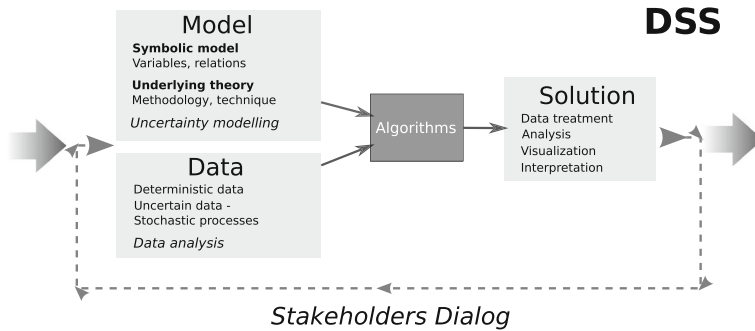 DSS
Model
Symbolic model
Variables, relations
Underlying theory
Methodology, technique
Uncertainty modelling
Data
Deterministic data
Uncertain data -
Stochastic processes
Data analysis
Algorithms
Solution
Data treatment
Analysis
Visualization
Interpretation
Stakeholders Dialog